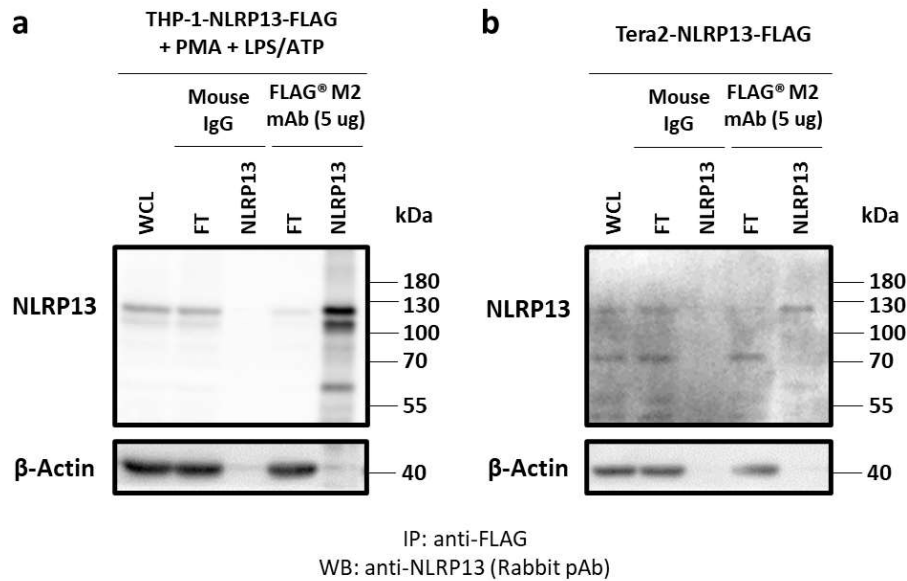 a
THP-1-NLRP13-FLAG
+ PMA + LPS/ATP
Mouse
IgG
FLAG® M2
mAb (5 ug)
WCL
FT
NLRP13
FT
NLRP13
kDa
NLRP13
180
130
100
70
55
β-Actin
40
b
Tera2-NLRP13-FLAG
Mouse
IgG
FLAG® M2
mAb (5 ug)
WCL
FT
NLRP13
FT
NLRP13
kDa
NLRP13
180
130
100
70
55
β-Actin
40
IP: anti-FLAG
WB: anti-NLRP13 (Rabbit pAb)